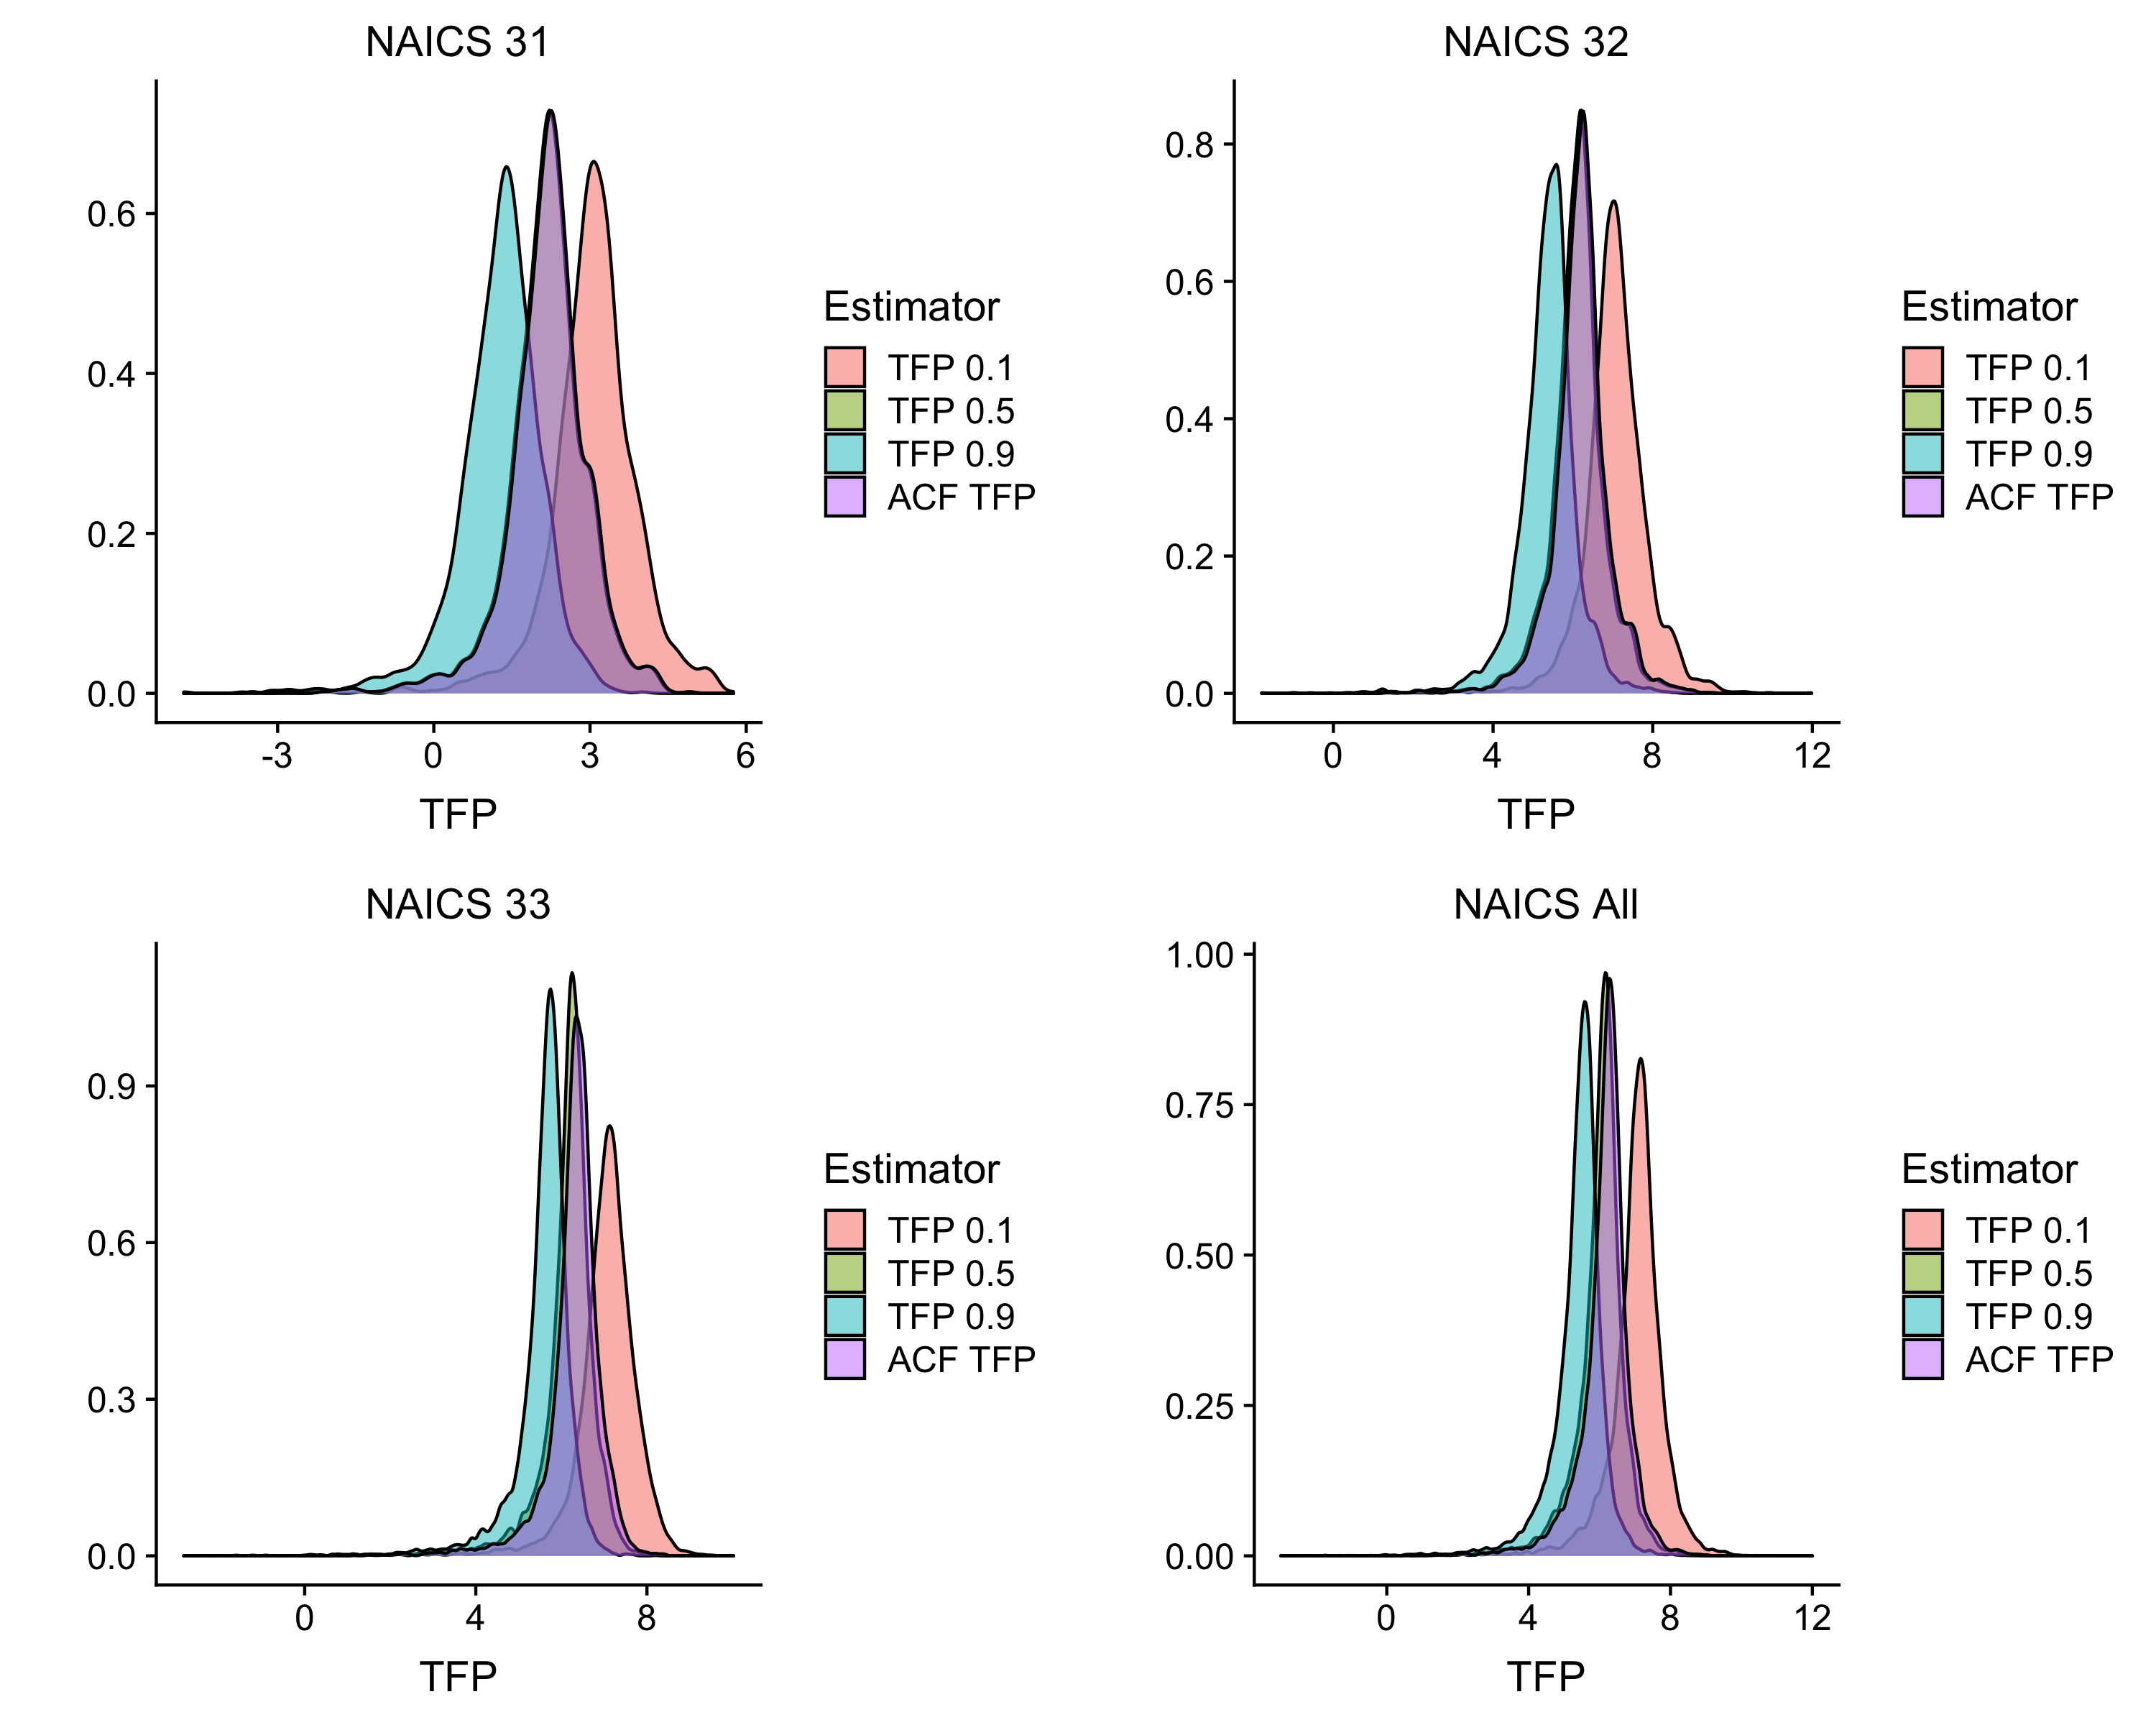 NAICS 31
0.6
0.4
0.2
0.0
-3 0 3 6
TFP
Estimator
TFP 0.1
TFP 0.5
TFP 0.9
ACF TFP
NAICS 32
0.8
0.6
0.4
0.2
0.0
0 4 8 12
TFP
Estimator
TFP 0.1
TFP 0.5
TFP 0.9
ACF TFP
NAICS 33
0.9
0.6
0.3
0.0
0 4 8
TFP
Estimator
TFP 0.1
TFP 0.5
TFP 0.9
ACF TFP
NAICS All
1.00
0.75
0.50
0.25
0.00
0 4 8 12
TFP
Estimator
TFP 0.1
TFP 0.5
TFP 0.9
ACF TFP